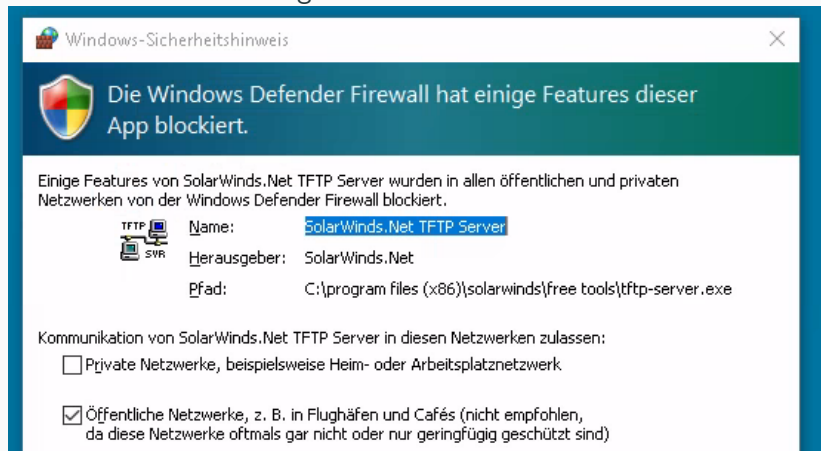 Windows-Sicherheitshinweis
Die Windows Defender Firewall hat einige Features dieser
App blockiert.
Einige Features von SolarWinds.Net TFTP Server wurden in allen öffentlichen und privaten
Netzwerken von der Windows Defender Firewall blockiert.
TFTP
SVR
Name: SolarWinds.Net TFTP Server
Herausgeber: SolarWinds.Net
Pfad: C:\program files (x86)\solarwinds\free tools\tftp-server.exe
Kommunikation von SolarWinds.Net TFTP Server in diesen Netzwerken zulassen:
Private Netzwerke, beispielsweise Heim- oder Arbeitsplatznetzwerk
Öffentliche Netzwerke, z. B. in Flughäfen und Cafés (nicht empfohlen,
da diese Netzwerke oftmals gar nicht oder nur geringfügig geschützt sind)